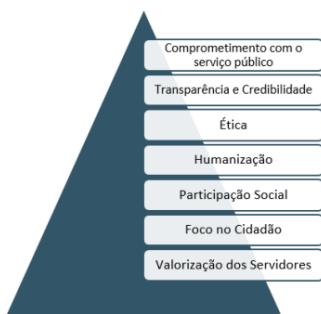 Comprometimento com o
serviço público
Transparência e Credibilidade
Ética
Humanização
Participação Social
Foco no Cidadão
Valorização dos Servidores